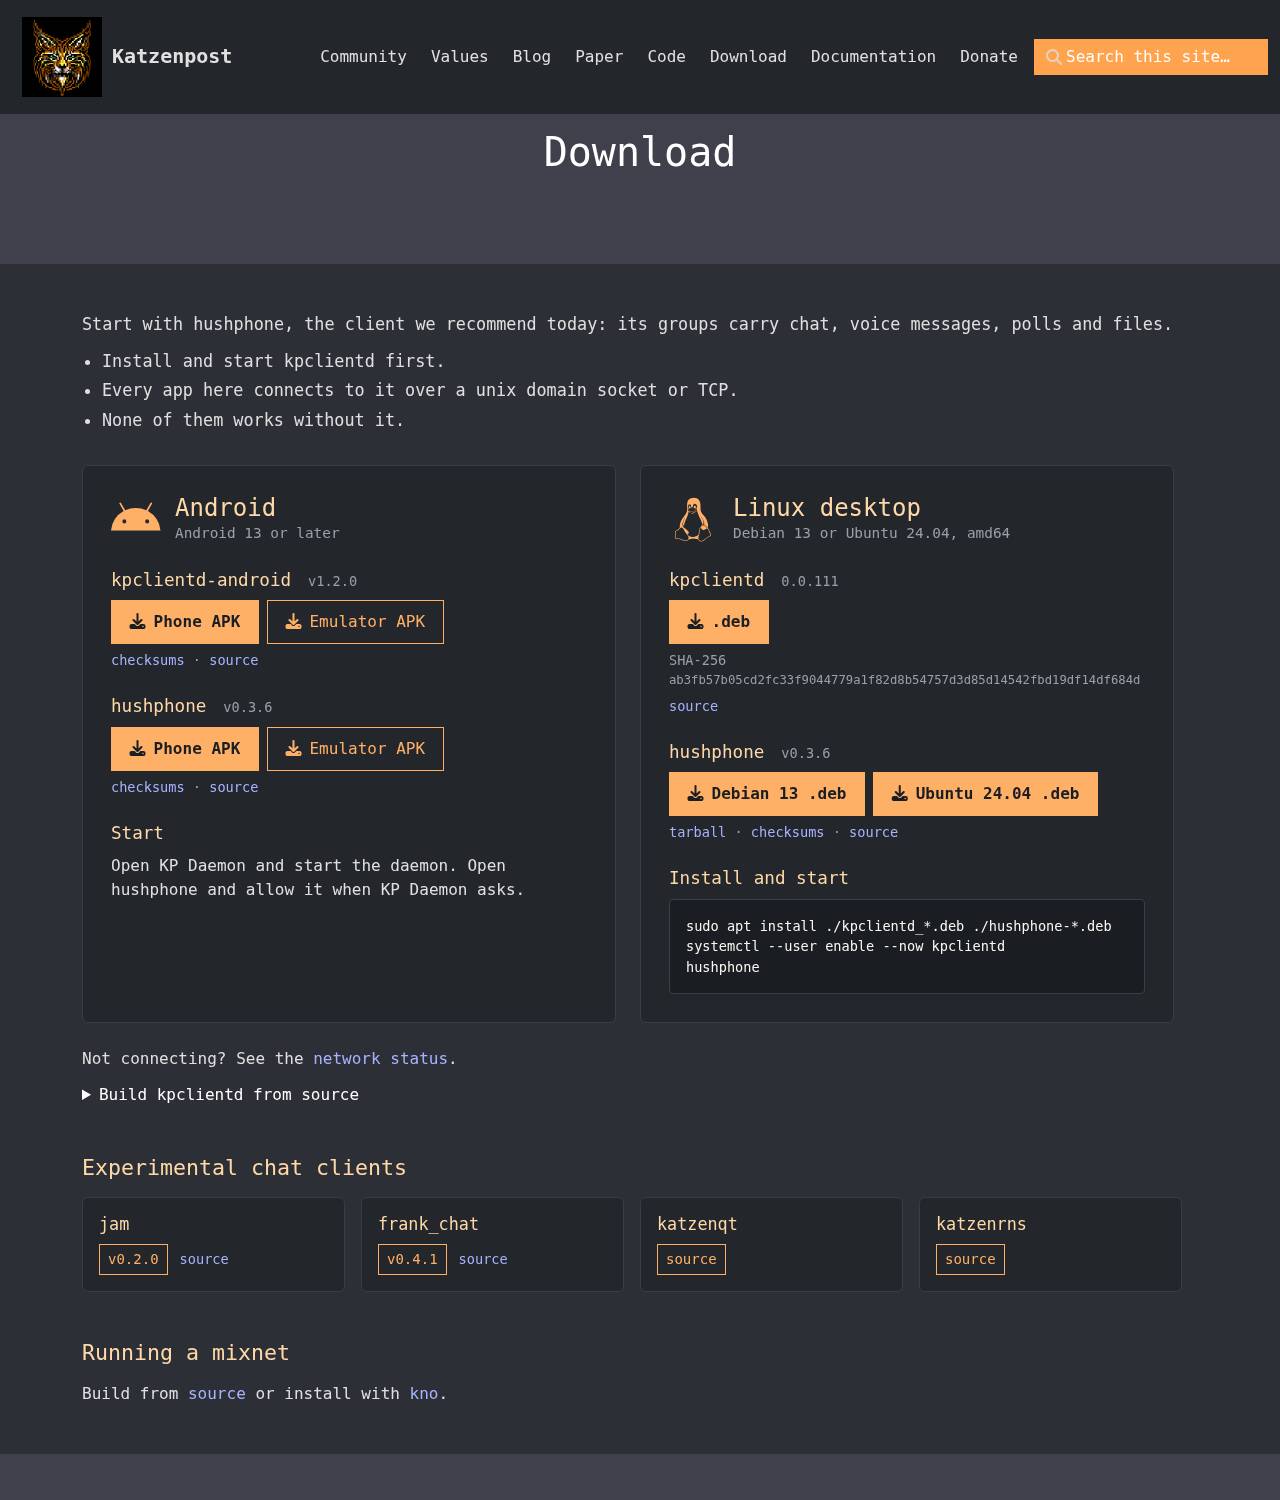 Katzenpost
Community Values Blog Paper Code Download Documentation Donate Search this site…
Download
Start with hushphone, the client we recommend today: its groups carry chat, voice messages, polls and files.
• Install and start kpclientd first.
• Every app here connects to it over a unix domain socket or TCP.
• None of them works without it.
Android
Android 13 or later
kpclientd-android v1.2.0
Phone APK Emulator APK
checksums · source
hushphone v0.3.6
Phone APK Emulator APK
checksums · source
Start
Open KP Daemon and start the daemon. Open
hushphone and allow it when KP Daemon asks.
Linux desktop
Debian 13 or Ubuntu 24.04, amd64
kpclientd 0.0.111
.deb
SHA-256
ab3fb57b05cd2fc33f9044779a1f82d8b54757d3d85d14542fbd19df14df684d
source
hushphone v0.3.6
Debian 13 .deb Ubuntu 24.04 .deb
tarball · checksums · source
Install and start
sudo apt install ./kpclientd_*.deb ./hushphone-*.deb
systemctl --user enable --now kpclientd
hushphone
Not connecting? See the network status.
Build kpclientd from source
Experimental chat clients
jam
v0.2.0 source
frank_chat
v0.4.1 source
katzenqt
source
katzenrns
source
Running a mixnet
Build from source or install with kno.